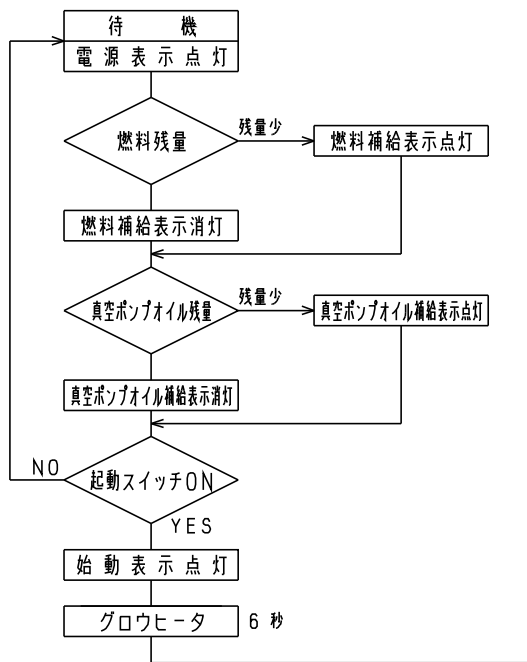 待機
電源表示点灯
燃料残量
残量少
燃料補給表示点灯
燃料補給表示消灯
真空ポンプオイル残量
残量少
真空ポンプオイル補給表示点灯
真空ポンプオイル補給表示消灯
起動スイッチON
NO
YES
始動表示点灯
グロウヒータ
6秒